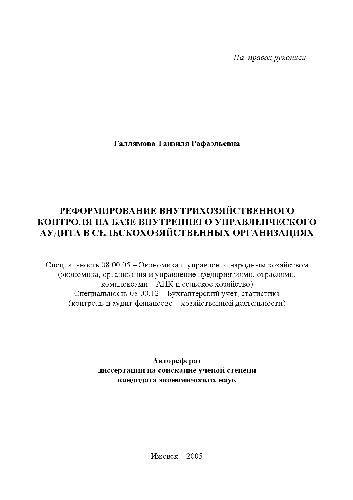 На правах рукописи
Галлямова Танзиля Рафаэльевна
РЕФОРМИРОВАНИЕ ВНУТРИХОЗЯЙСТВЕННОГО
КОНТРОЛЯ НА БАЗЕ ВНУТРЕННЕГО УПРАВЛЕНЧЕСКОГО
АУДИТА В СЕЛЬСКОХОЗЯЙСТВЕННЫХ ОРГАНИЗАЦИЯХ
Специальность 08.00.05 – Экономика и управление народным хозяйством
(экономика, организация и управление предприятиями, отраслями,
комплексами – АПК и сельское хозяйство)
Специальность 08.00.12 – Бухгалтерский учет, статистика
(контроль и аудит финансово – хозяйственной деятельности)
Автореферат
диссертации на соискание ученой степени
кандидата экономических наук
Ижевск – 2005